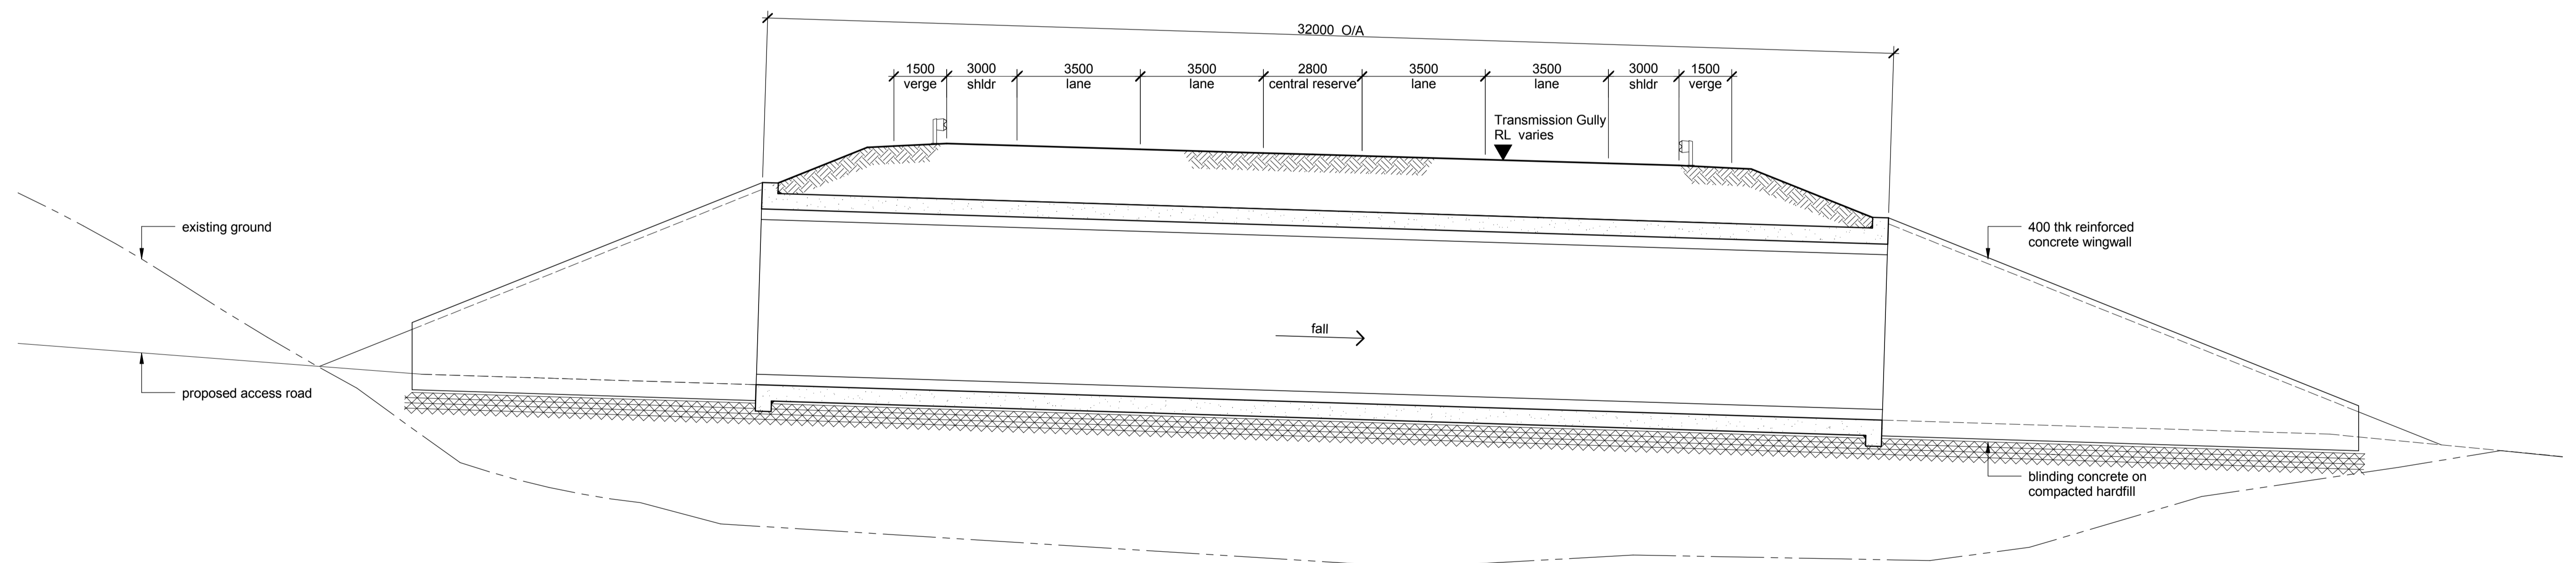 32000 O/A
1500 3000 3500 3500 2800 3500 3500 3000 1500
verge shldr lane lane central reserve lane lane shldr verge
Transmission Gully
RL varies
existing ground
400 thk reinforced
concrete wingwall
fall
proposed access road
blinding concrete on
compacted hardfill